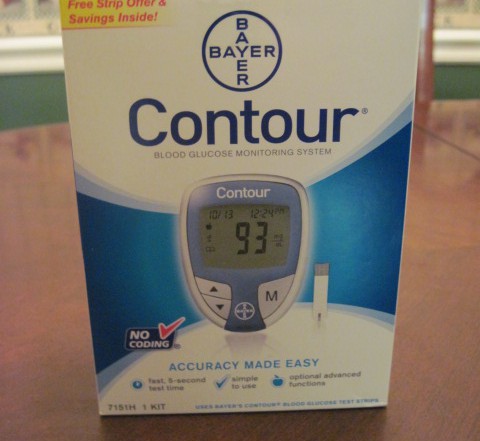 Free Strip Offer &
Savings Inside!
BAYER
BAYER
Contour®
BLOOD GLUCOSE MONITORING SYSTEM
Contour
10/13 12:24
93
M
NO
CODING
ACCURACY MADE EASY
fast, 5-second
test time
simple
to use
optional advanced
functions
7151H 1 KIT
USES BAYER'S CONTOUR® BLOOD GLUCOSE TEST STRIPS